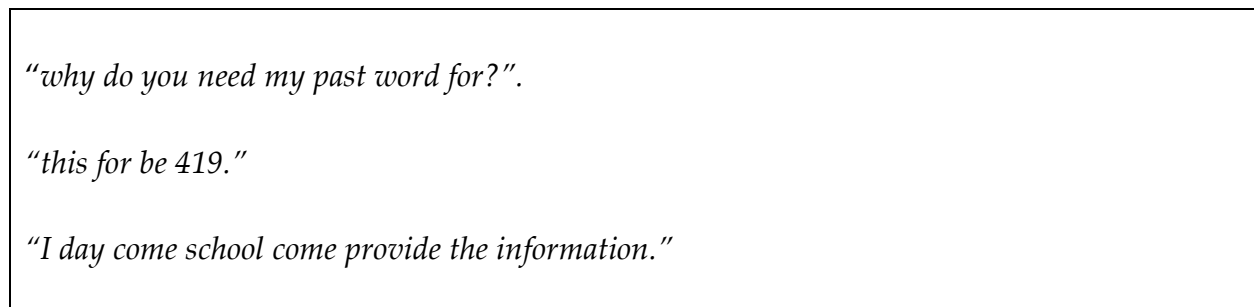 “why do you need my past word for?”.
“this for be 419.”
“I day come school come provide the information.”